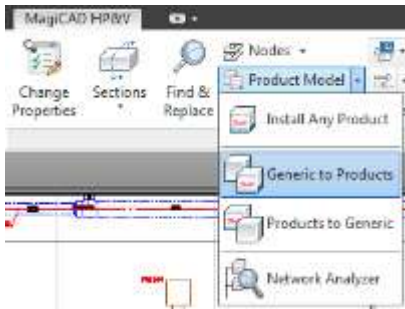 MagiCAD HP&V
Nodes
Change Properties
Sections
Find & Replace
Product Model
Install Any Product
Generic to Products
Products to Generic
Network Analyzer